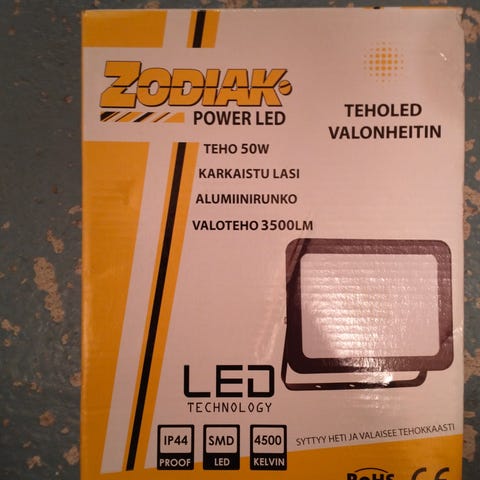 ZODIAK
POWER LED
TEHOLED
VALONHEITIN
TEHO 50W
KARKAISTU LASI
ALUMIINIRUNKO
VALOTEHO 3500LM
LED
TECHNOLOGY
IP44
PROOF
SMD
LED
4500
KELVIN
SYTTYY HETI JA VALAISEE TEHOKKAASTI
RoHS CE